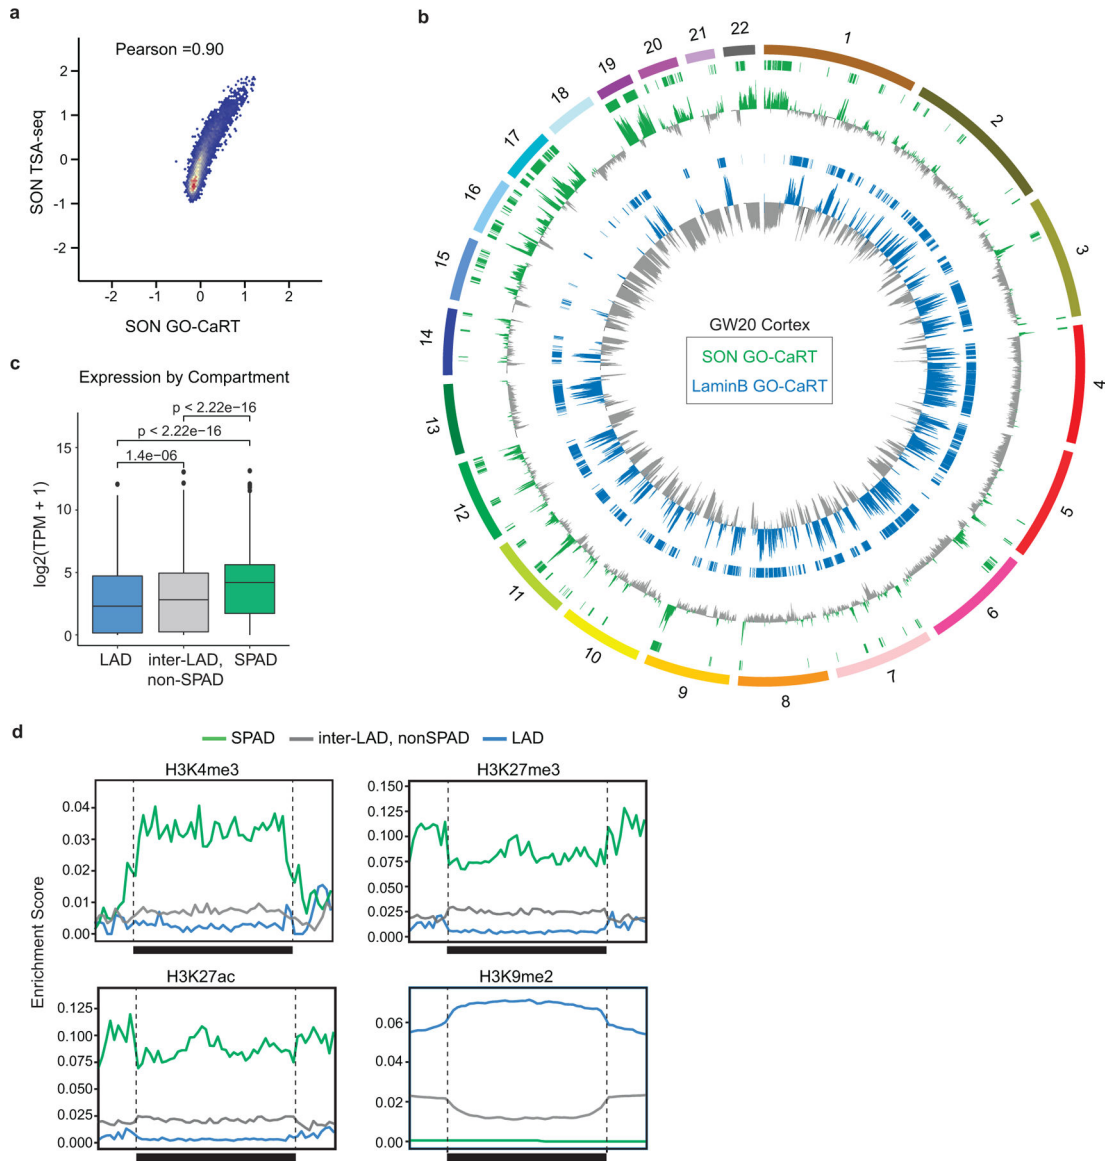 a
Pearson =0.90
2
1
0
-1
-2
SON TSA-seq
-2
-1
0
1
2
SON GO-CaRT
b
1
2
3
4
5
6
7
8
9
10
11
12
13
14
15
16
17
18
19
20
21
22
GW20 Cortex
SON GO-CaRT
LaminB GO-CaRT
c
Expression by Compartment
p < 2.22e−16
p < 2.22e−16
1.4e−06
15
10
5
0
log2(TPM + 1)
LAD
inter-LAD,
non-SPAD
SPAD
d
SPAD
inter-LAD, nonSPAD
LAD
Enrichment Score
H3K4me3
0.04
0.03
0.02
0.01
0.00
H3K27me3
0.150
0.125
0.100
0.075
0.050
0.025
0.000
H3K27ac
0.125
0.100
0.075
0.050
0.025
0.000
H3K9me2
0.06
0.04
0.02
0.00